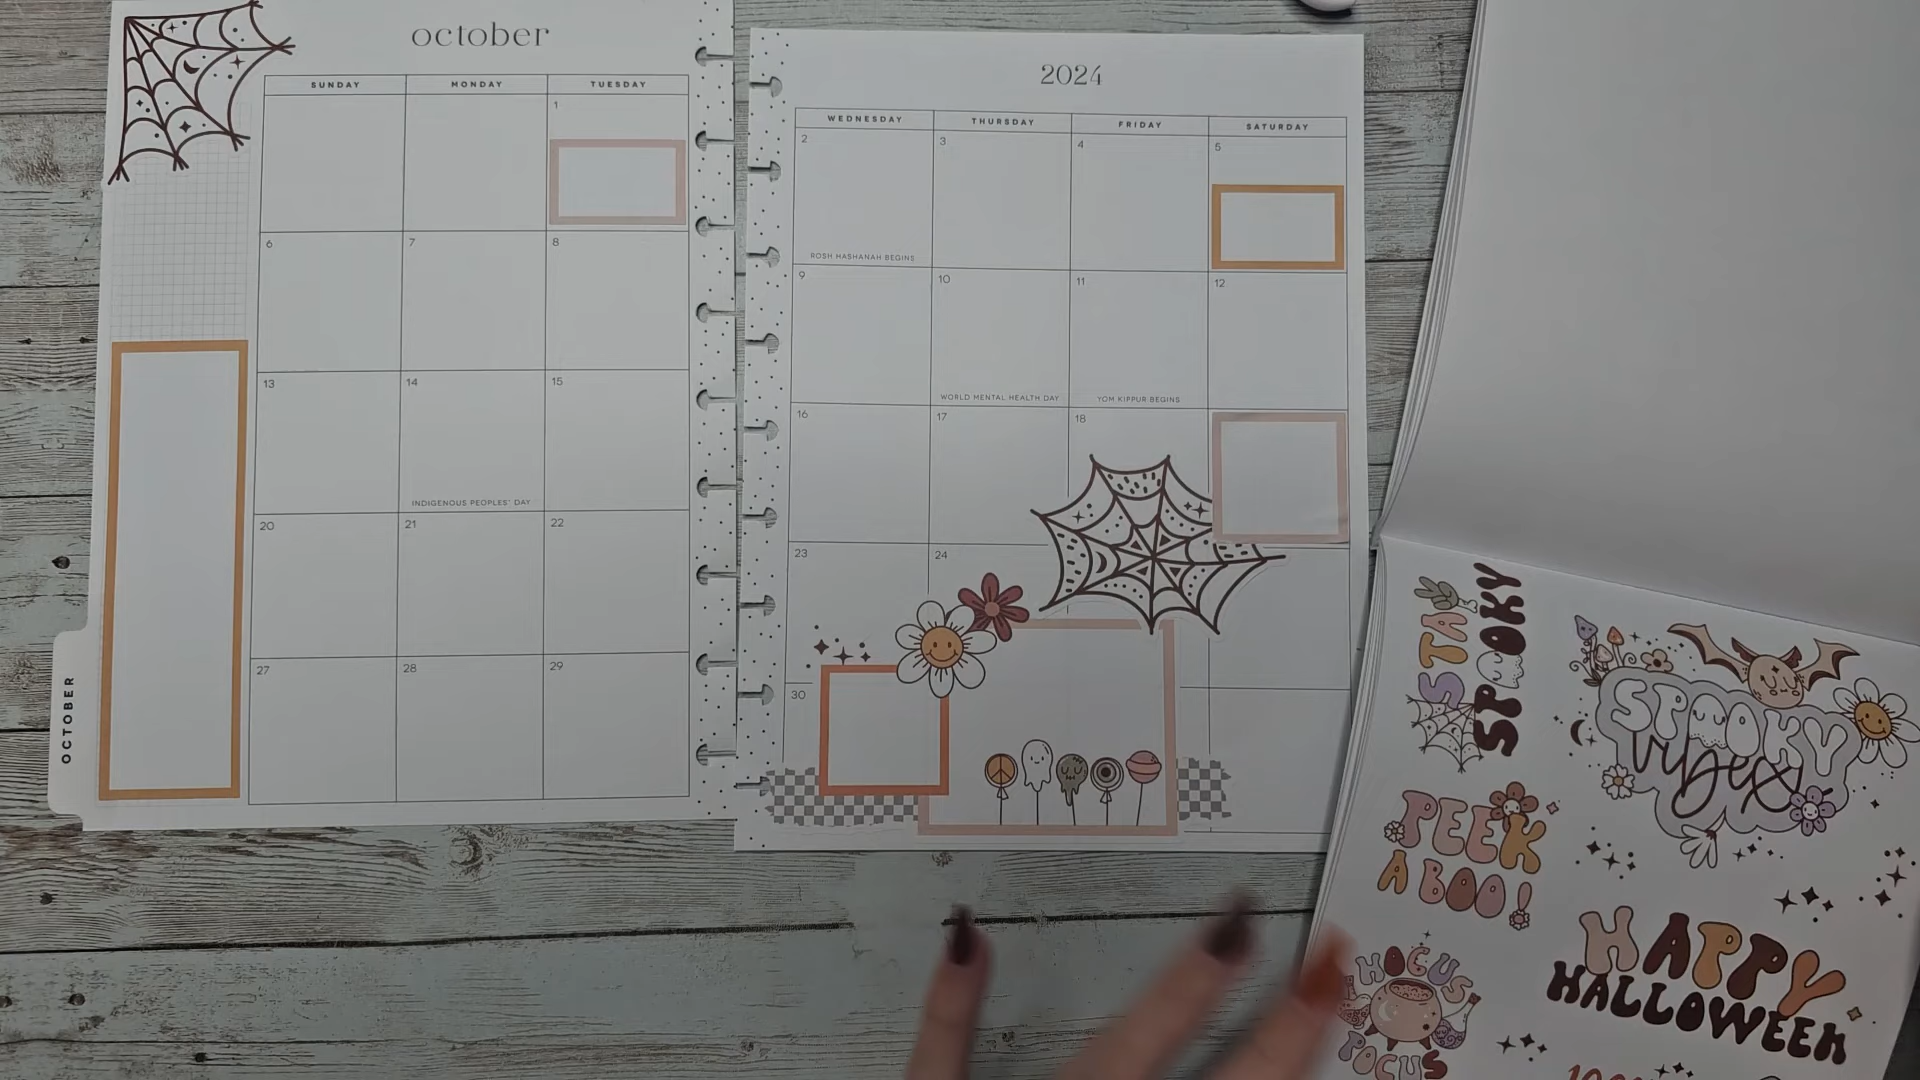 october
SUNDAY MONDAY TUESDAY
1
6 7 8
13 14 15
INDIGENOUS PEOPLES' DAY
20 21 22
27 28 29
OCTOBER
2024
WEDNESDAY THURSDAY FRIDAY SATURDAY
2 3 4 5
ROSH HASHANAH BEGINS
9 10 11 12
WORLD MENTAL HEALTH DAY YOM KIPPUR BEGINS
16 17 18
23 24
30
STAY
SPOOKY
SPOOKY
vibes
PEEK
A BOO!
HAPPY
HALLOWEEN
HOCUS
POCUS